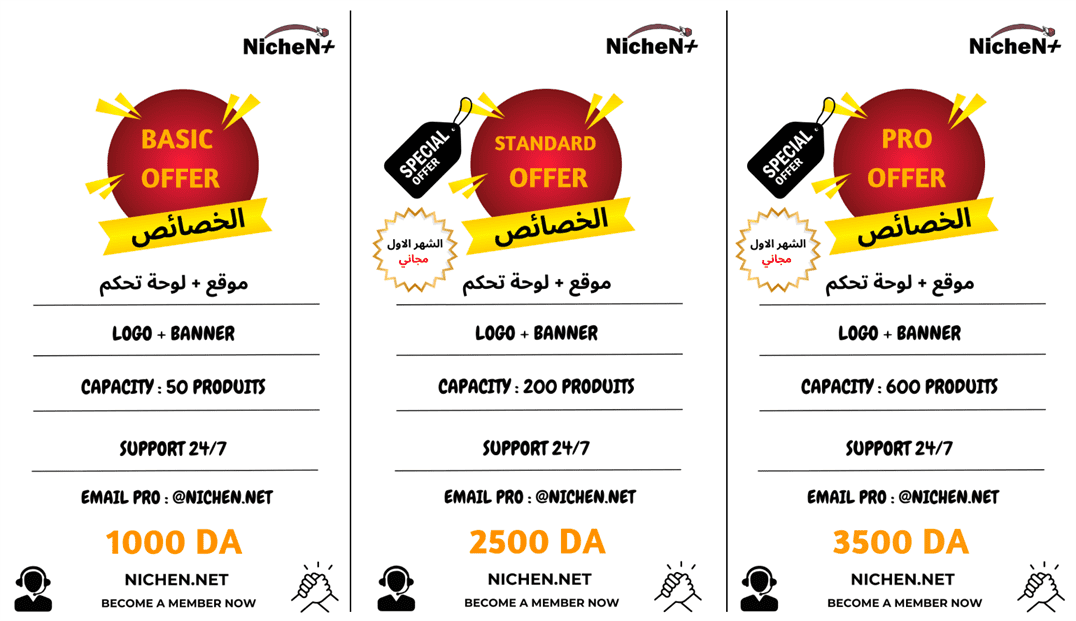 NicheN+
BASIC
OFFER
الخصائص
موقع + لوحة تحكم
LOGO + BANNER
CAPACITY : 50 PRODUITS
SUPPORT 24/7
EMAIL PRO : @NICHEN.NET
1000 DA
NICHEN.NET
BECOME A MEMBER NOW
NicheN+
SPECIAL
OFFER
STANDARD
OFFER
الخصائص
الشهر الاول
مجاني
موقع + لوحة تحكم
LOGO + BANNER
CAPACITY : 200 PRODUITS
SUPPORT 24/7
EMAIL PRO : @NICHEN.NET
2500 DA
NICHEN.NET
BECOME A MEMBER NOW
NicheN+
SPECIAL
OFFER
PRO
OFFER
الخصائص
الشهر الاول
مجاني
موقع + لوحة تحكم
LOGO + BANNER
CAPACITY : 600 PRODUITS
SUPPORT 24/7
EMAIL PRO : @NICHEN.NET
3500 DA
NICHEN.NET
BECOME A MEMBER NOW